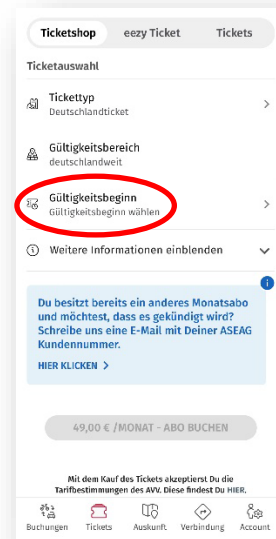 Ticketshop eezy Ticket Tickets
Ticketauswahl
Tickettyp
Deutschlandticket
Gültigkeitsbereich
deutschlandweit
Gültigkeitsbeginn
Gültigkeitsbeginn wählen
Weitere Informationen einblenden
Du besitzt bereits ein anderes Monatsabo
und möchtest, dass es gekündigt wird?
Schreibe uns eine E-Mail mit Deiner ASEAG
Kundennummer.
HIER KLICKEN >
49,00 € /MONAT - ABO BUCHEN
Mit dem Kauf des Tickets akzeptierst Du die
Tarifbestimmungen des AVV. Diese findest Du HIER.
Buchungen Tickets Auskunft Verbindung Account